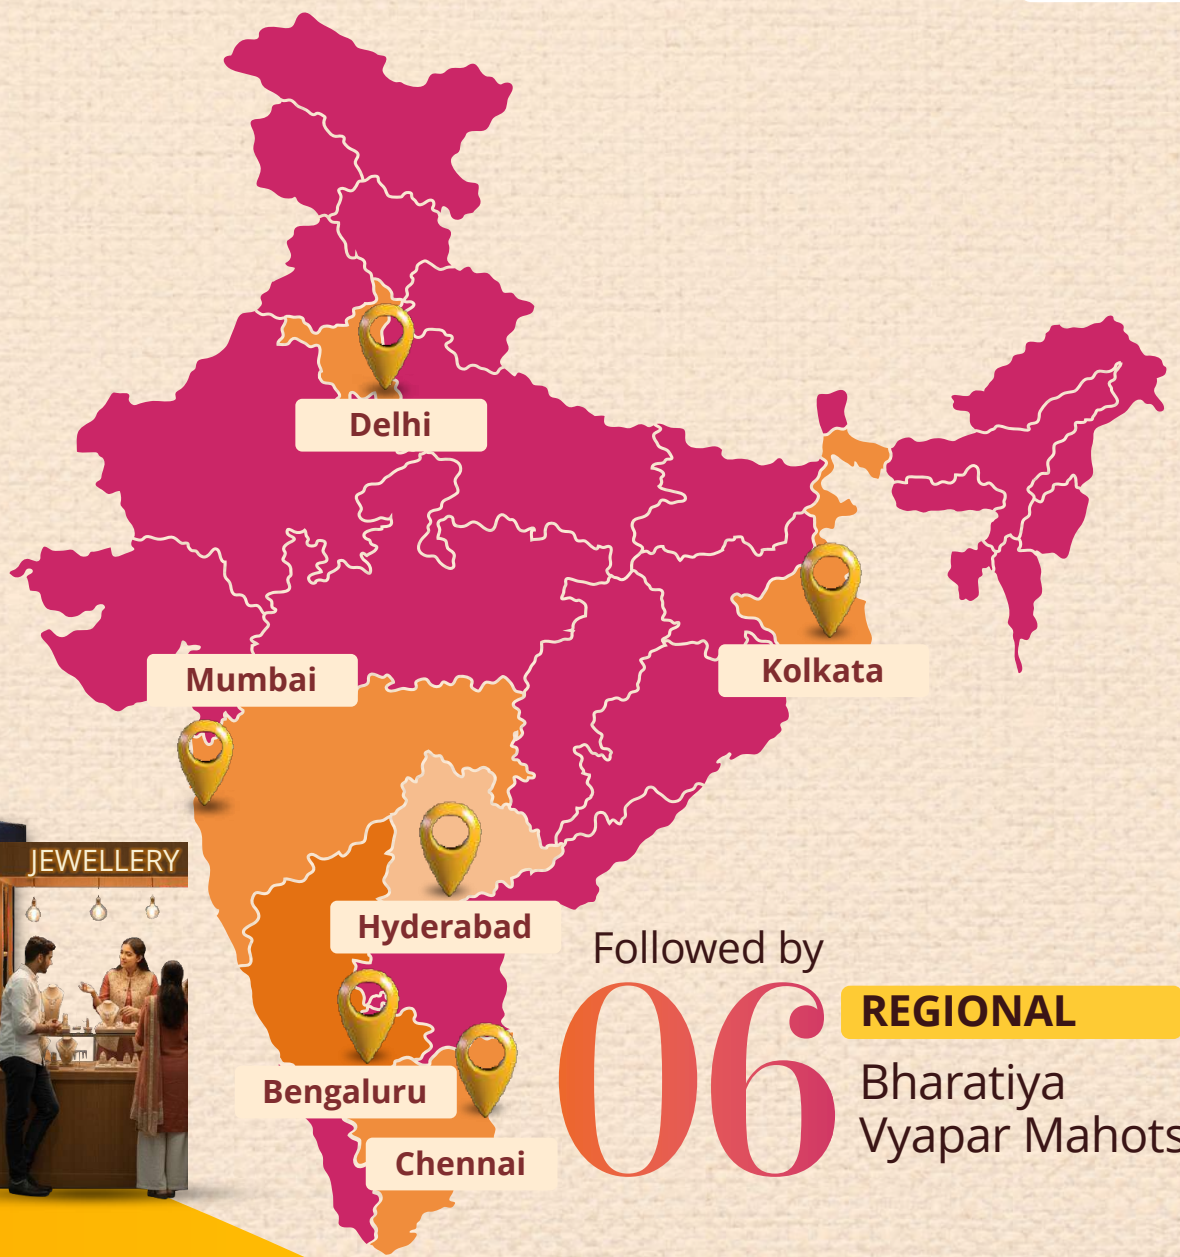 Delhi
Kolkata
Mumbai
JEWELLERY
Hyderabad
Bengaluru
Chennai
Followed by
06
REGIONAL
Bharatiya
Vyapar Mahots